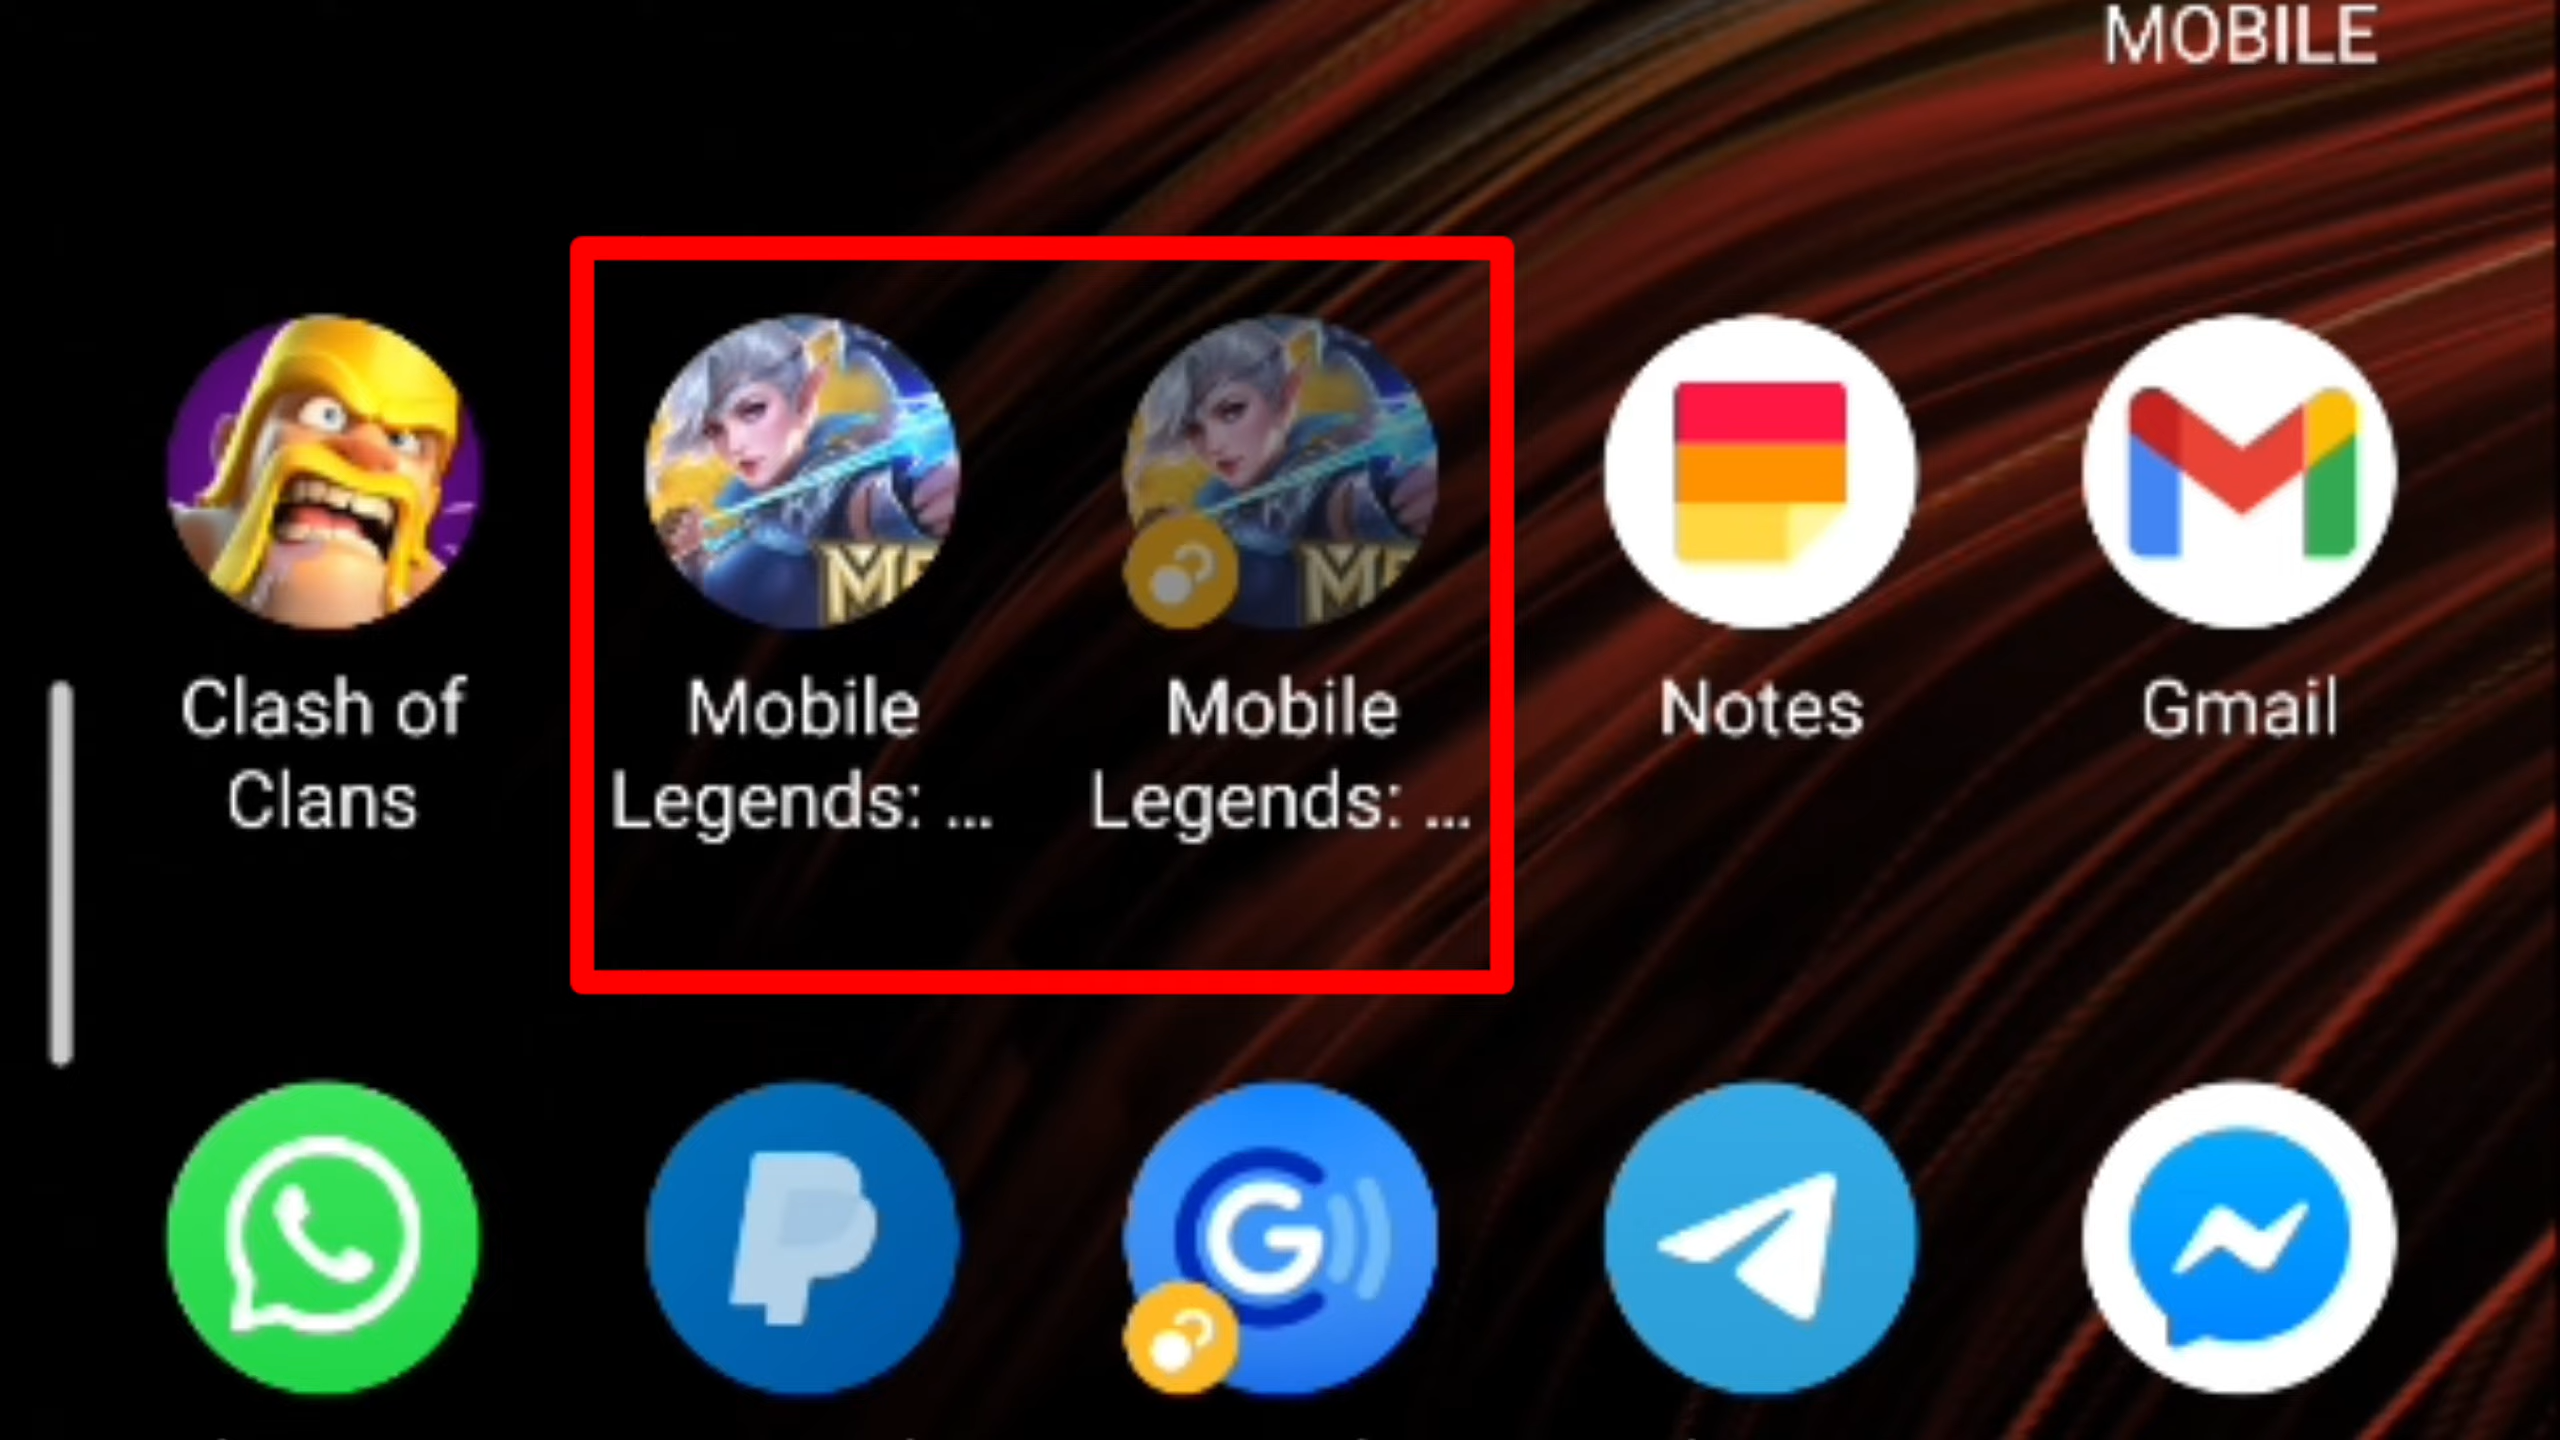 MOBILE
Clash of
Clans
Mobile
Legends: ...
Mobile
Legends: ...
Notes
Gmail